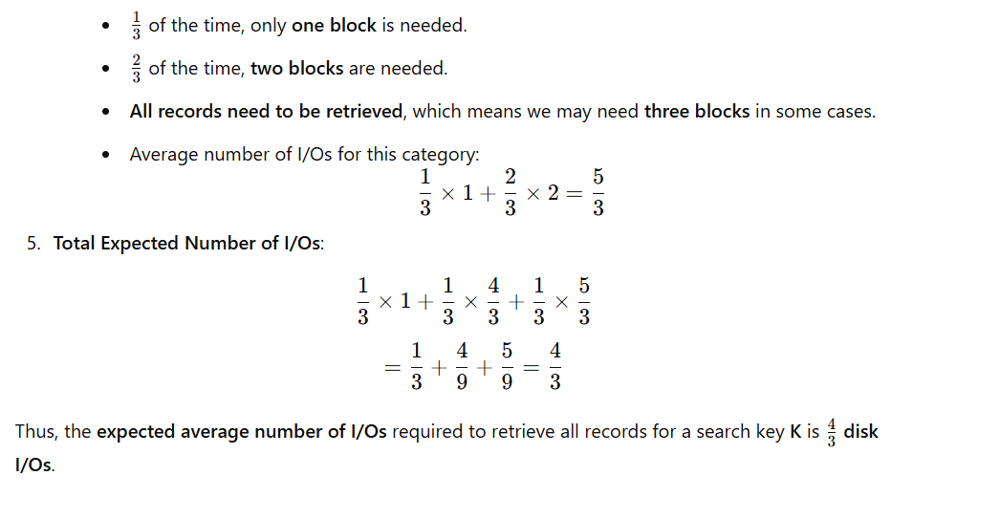 • 1/3 of the time, only one block is needed.
• 2/3 of the time, two blocks are needed.
• All records need to be retrieved, which means we may need three blocks in some cases.
• Average number of I/Os for this category:
1/3 × 1 + 2/3 × 2 = 5/3
5. Total Expected Number of I/Os:
1/3 × 1 + 1/3 × 4/3 + 1/3 × 5/3
= 1/3 + 4/9 + 5/9 = 4/3
Thus, the expected average number of I/Os required to retrieve all records for a search key K is 4/3 disk
I/Os.